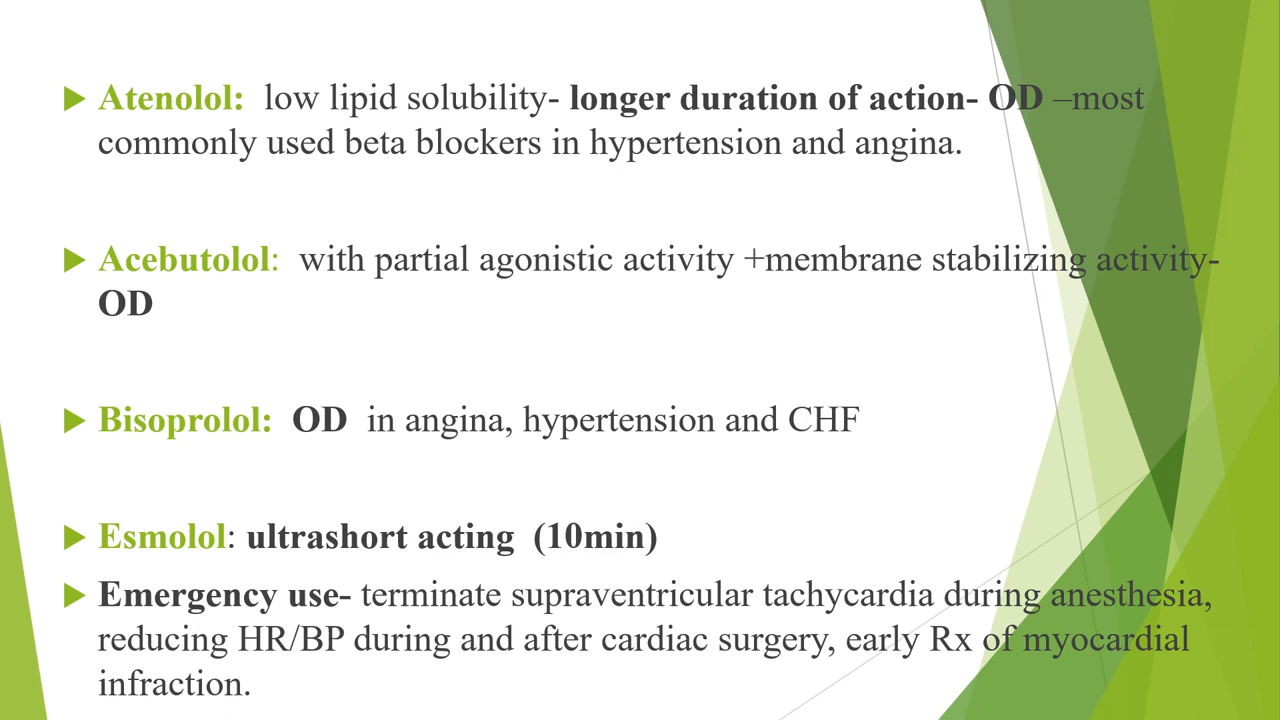 Atenolol: low lipid solubility- longer duration of action- OD –most
commonly used beta blockers in hypertension and angina.
Acebutolol: with partial agonistic activity +membrane stabilizing activity-
OD
Bisoprolol: OD in angina, hypertension and CHF
Esmolol: ultrashort acting (10min)
Emergency use- terminate supraventricular tachycardia during anesthesia,
reducing HR/BP during and after cardiac surgery, early Rx of myocardial
infraction.